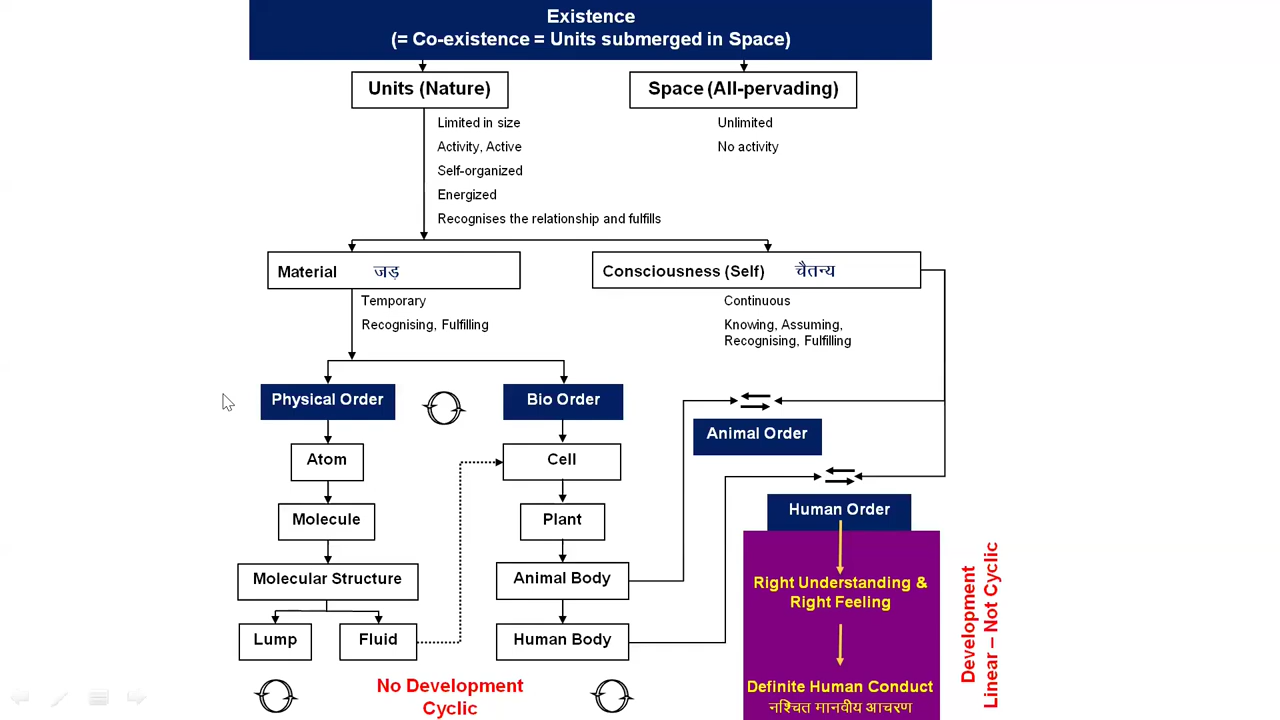 Existence
(= Co-existence = Units submerged in Space)
Units (Nature)
Space (All-pervading)
Limited in size
Activity, Active
Self-organized
Energized
Recognises the relationship and fulfills
Unlimited
No activity
Material जड़
Consciousness (Self) चैतन्य
Temporary
Recognising, Fulfilling
Continuous
Knowing, Assuming,
Recognising, Fulfilling
Physical Order
Bio Order
Animal Order
Atom
Cell
Molecule
Plant
Human Order
Molecular Structure
Animal Body
Right Understanding &
Right Feeling
Lump
Fluid
Human Body
No Development
Cyclic
Definite Human Conduct
नश्चित मानवीय आचरण
Development
Linear – Not Cyclic